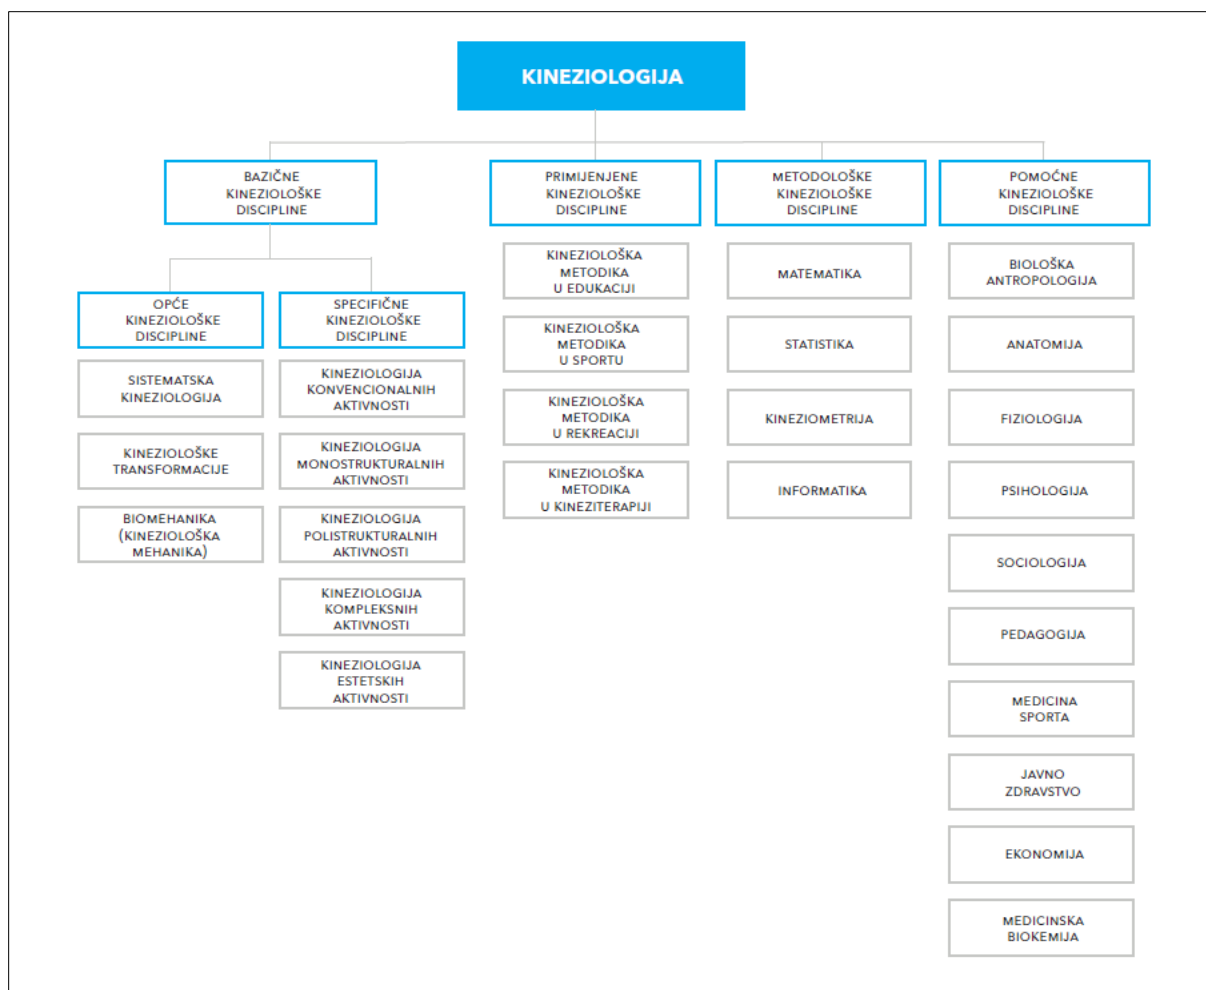 KINEZIOLOGIJA
BAZIČNE
KINEZIOLOŠKE
DISCIPLINE
OPĆE
KINEZIOLOŠKE
DISCIPLINE
SISTEMATSKA
KINEZIOLOGIJA
KINEZIOLOŠKE
TRANSFORMACIJE
BIOMEHANIKA
(KINEZIOLOŠKA
MEHANIKA)
SPECIFIČNE
KINEZIOLOŠKE
DISCIPLINE
KINEZIOLOGIJA
KONVENCIONALNIH
AKTIVNOSTI
KINEZIOLOGIJA
MONOSTRUKTURALNIH
AKTIVNOSTI
KINEZIOLOGIJA
POLISTRUKTURALNIH
AKTIVNOSTI
KINEZIOLOGIJA
KOMPLEKSNIH
AKTIVNOSTI
KINEZIOLOGIJA
ESTETSKIH
AKTIVNOSTI
PRIMIJENJENE
KINEZIOLOŠKE
DISCIPLINE
KINEZIOLOŠKA
METODIKA
U EDUKACIJI
KINEZIOLOŠKA
METODIKA
U SPORTU
KINEZIOLOŠKA
METODIKA
U REKREACIJI
KINEZIOLOŠKA
METODIKA
U KINEZITERAPIJI
METODOLOŠKE
KINEZIOLOŠKE
DISCIPLINE
MATEMATIKA
STATISTIKA
KINEZIOMETRIJA
INFORMATIKA
POMOĆNE
KINEZIOLOŠKE
DISCIPLINE
BIOLOŠKA
ANTROPOLOGIJA
ANATOMIJA
FIZIOLOGIJA
PSIHOLOGIJA
SOCIOLOGIJA
PEDAGOGIJA
MEDICINA
SPORTA
JAVNO
ZDRAVSTVO
EKONOMIJA
MEDICINSKA
BIOKEMIJA